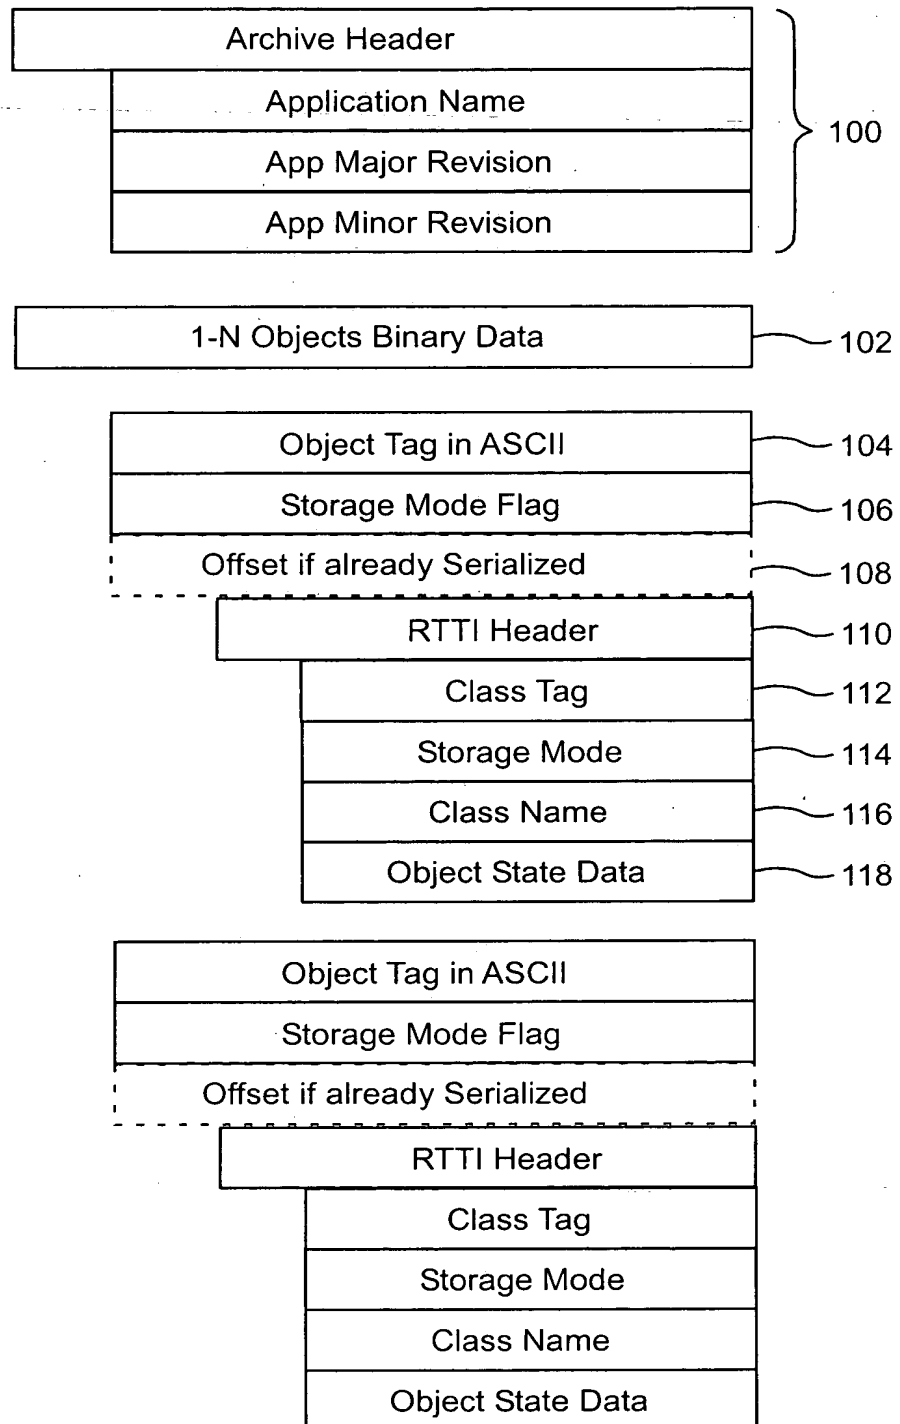 Archive Header
Application Name
100
App Major Revision
App Minor Revision
1-N Objects Binary Data
102
Object Tag in ASCII
104
Storage Mode Flag
106
Offset if already Serialized
108
RTTI Header
110
Class Tag
112
Storage Mode
114
Class Name
116
Object State Data
118
Object Tag in ASCII
Storage Mode Flag
Offset if already Serialized
RTTI Header
Class Tag
Storage Mode
Class Name
Object State Data